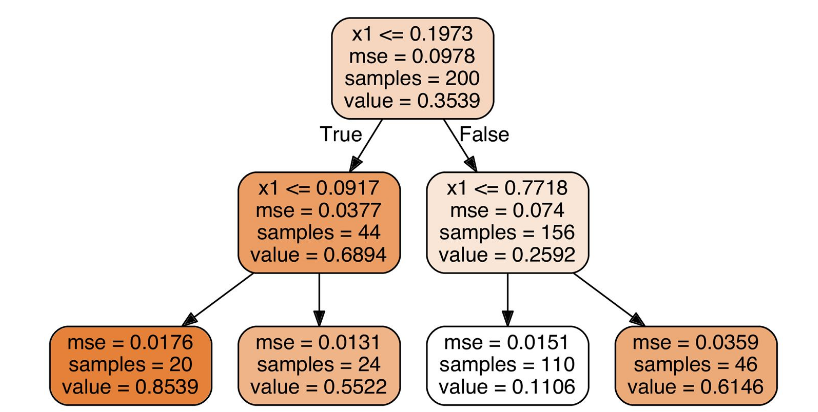 x1 <= 0.1973
mse = 0.0978
samples = 200
value = 0.3539
True
False
x1 <= 0.0917
mse = 0.0377
samples = 44
value = 0.6894
x1 <= 0.7718
mse = 0.074
samples = 156
value = 0.2592
mse = 0.0176
samples = 20
value = 0.8539
mse = 0.0131
samples = 24
value = 0.5522
mse = 0.0151
samples = 110
value = 0.1106
mse = 0.0359
samples = 46
value = 0.6146